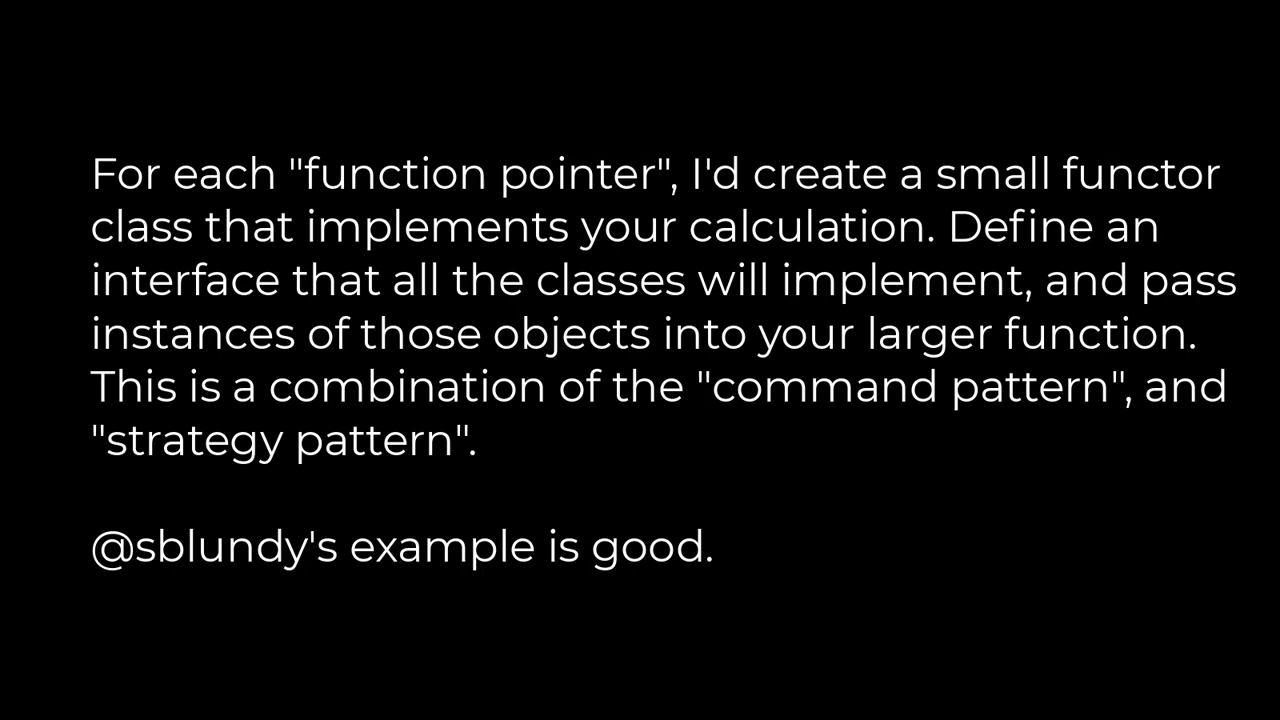 For each "function pointer", I'd create a small functor
class that implements your calculation. Define an
interface that all the classes will implement, and pass
instances of those objects into your larger function.
This is a combination of the "command pattern", and
"strategy pattern".
@sblundy's example is good.